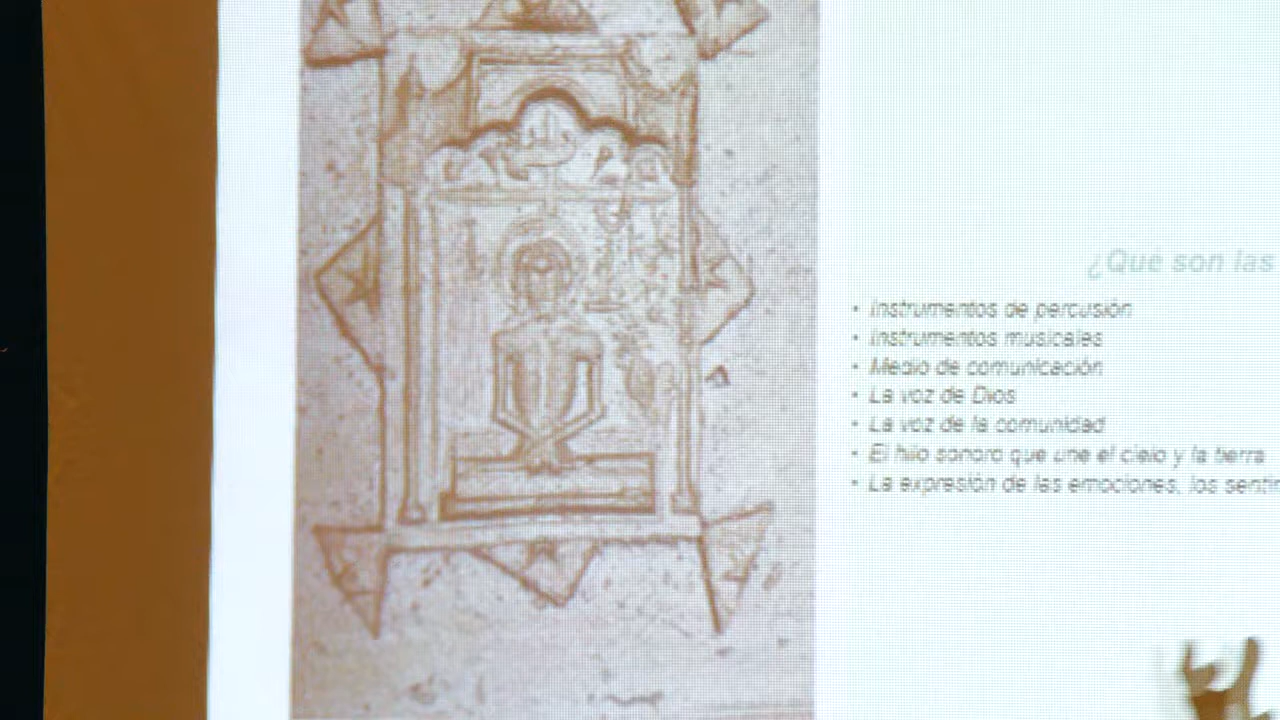 ¿Qué son las
• Instrumentos de percusión
• Instrumentos musicales
• Medio de comunicación
• La voz de Dios
• La voz de la comunidad
• El hilo sonoro que une el cielo y la tierra
• La expresión de las emociones, los senti